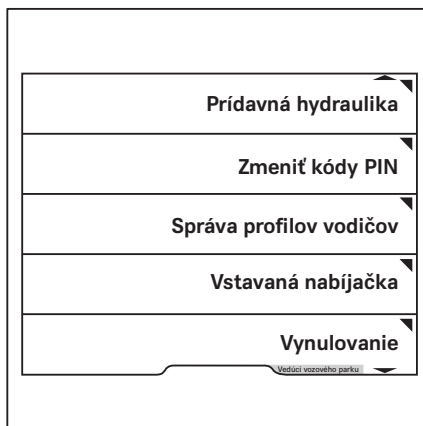 Prídavná hydraulika
Zmeniť kódy PIN
Správa profilov vodičov
Vstavaná nabíjačka
Vynulovanie
Vedúci vozového parku